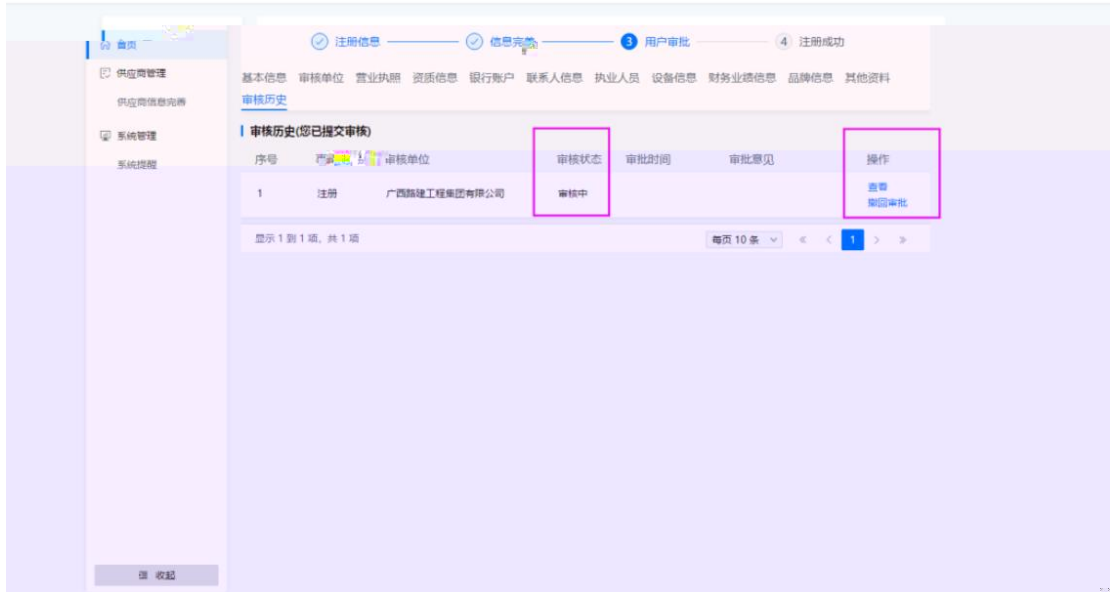 首页
注册信息 信息完善 3 用户审批 4 注册成功
供应商管理
供应商信息完善
系统管理
系统提醒
基本信息 审核单位 营业执照 资质信息 银行账户 联系人信息 执业人员 设备信息 财务业绩信息 品牌信息 其他资料
审核历史
审核历史(您已提交审核)
序号 审核单位 审核状态 审批时间 审批意见 操作
1 注册 广西路建工程集团有限公司 审核中 查看
撤回审批
显示 1 到 1 项, 共 1 项 每页 10 条 « < 1 > »
收起